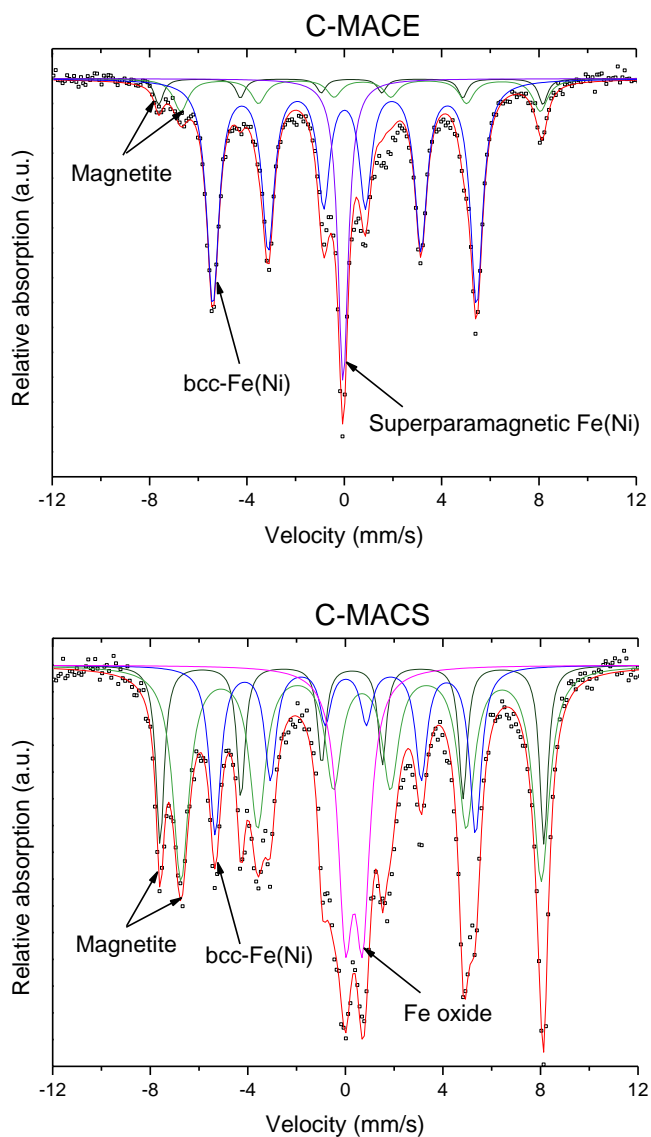 C-MACE
Relative absorption (a.u.)
Magnetite
bcc-Fe(Ni)
Superparamagnetic Fe(Ni)
-12 -8 -4 0 4 8 12
Velocity (mm/s)
C-MACS
Relative absorption (a.u.)
Magnetite
bcc-Fe(Ni)
Fe oxide
-12 -8 -4 0 4 8 12
Velocity (mm/s)